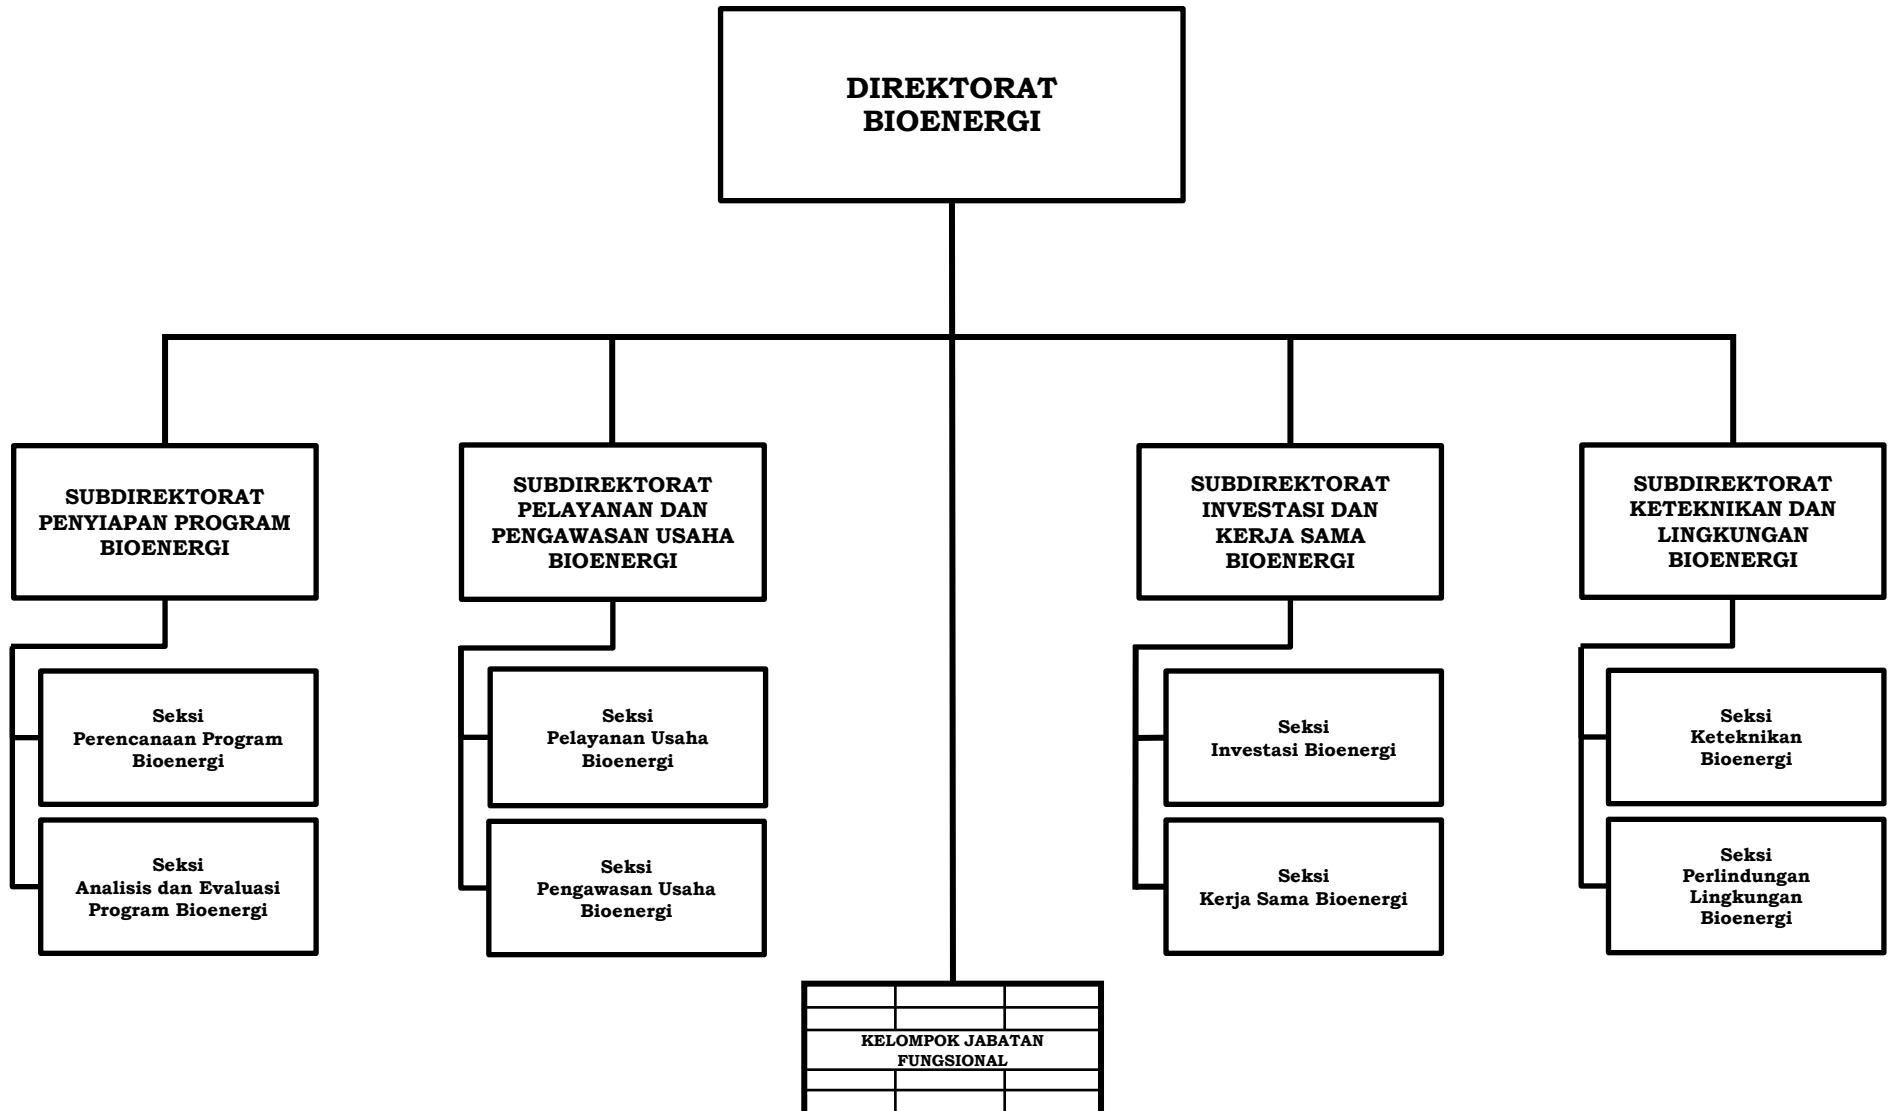 DIREKTORAT
BIOENERGI
SUBDIREKTORAT
PENYIAPAN PROGRAM
BIOENERGI
SUBDIREKTORAT
PELAYANAN DAN
PENGAWASAN USAHA
BIOENERGI
SUBDIREKTORAT
INVESTASI DAN
KERJA SAMA
BIOENERGI
SUBDIREKTORAT
KETEKNIKAN DAN
LINGKUNGAN
BIOENERGI
Seksi
Perencanaan Program
Bioenergi
Seksi
Pelayanan Usaha
Bioenergi
Seksi
Investasi Bioenergi
Seksi
Keteknikan
Bioenergi
Seksi
Analisis dan Evaluasi
Program Bioenergi
Seksi
Pengawasan Usaha
Bioenergi
Seksi
Kerja Sama Bioenergi
Seksi
Perlindungan
Lingkungan
Bioenergi
KELOMPOK JABATAN
FUNGSIONAL